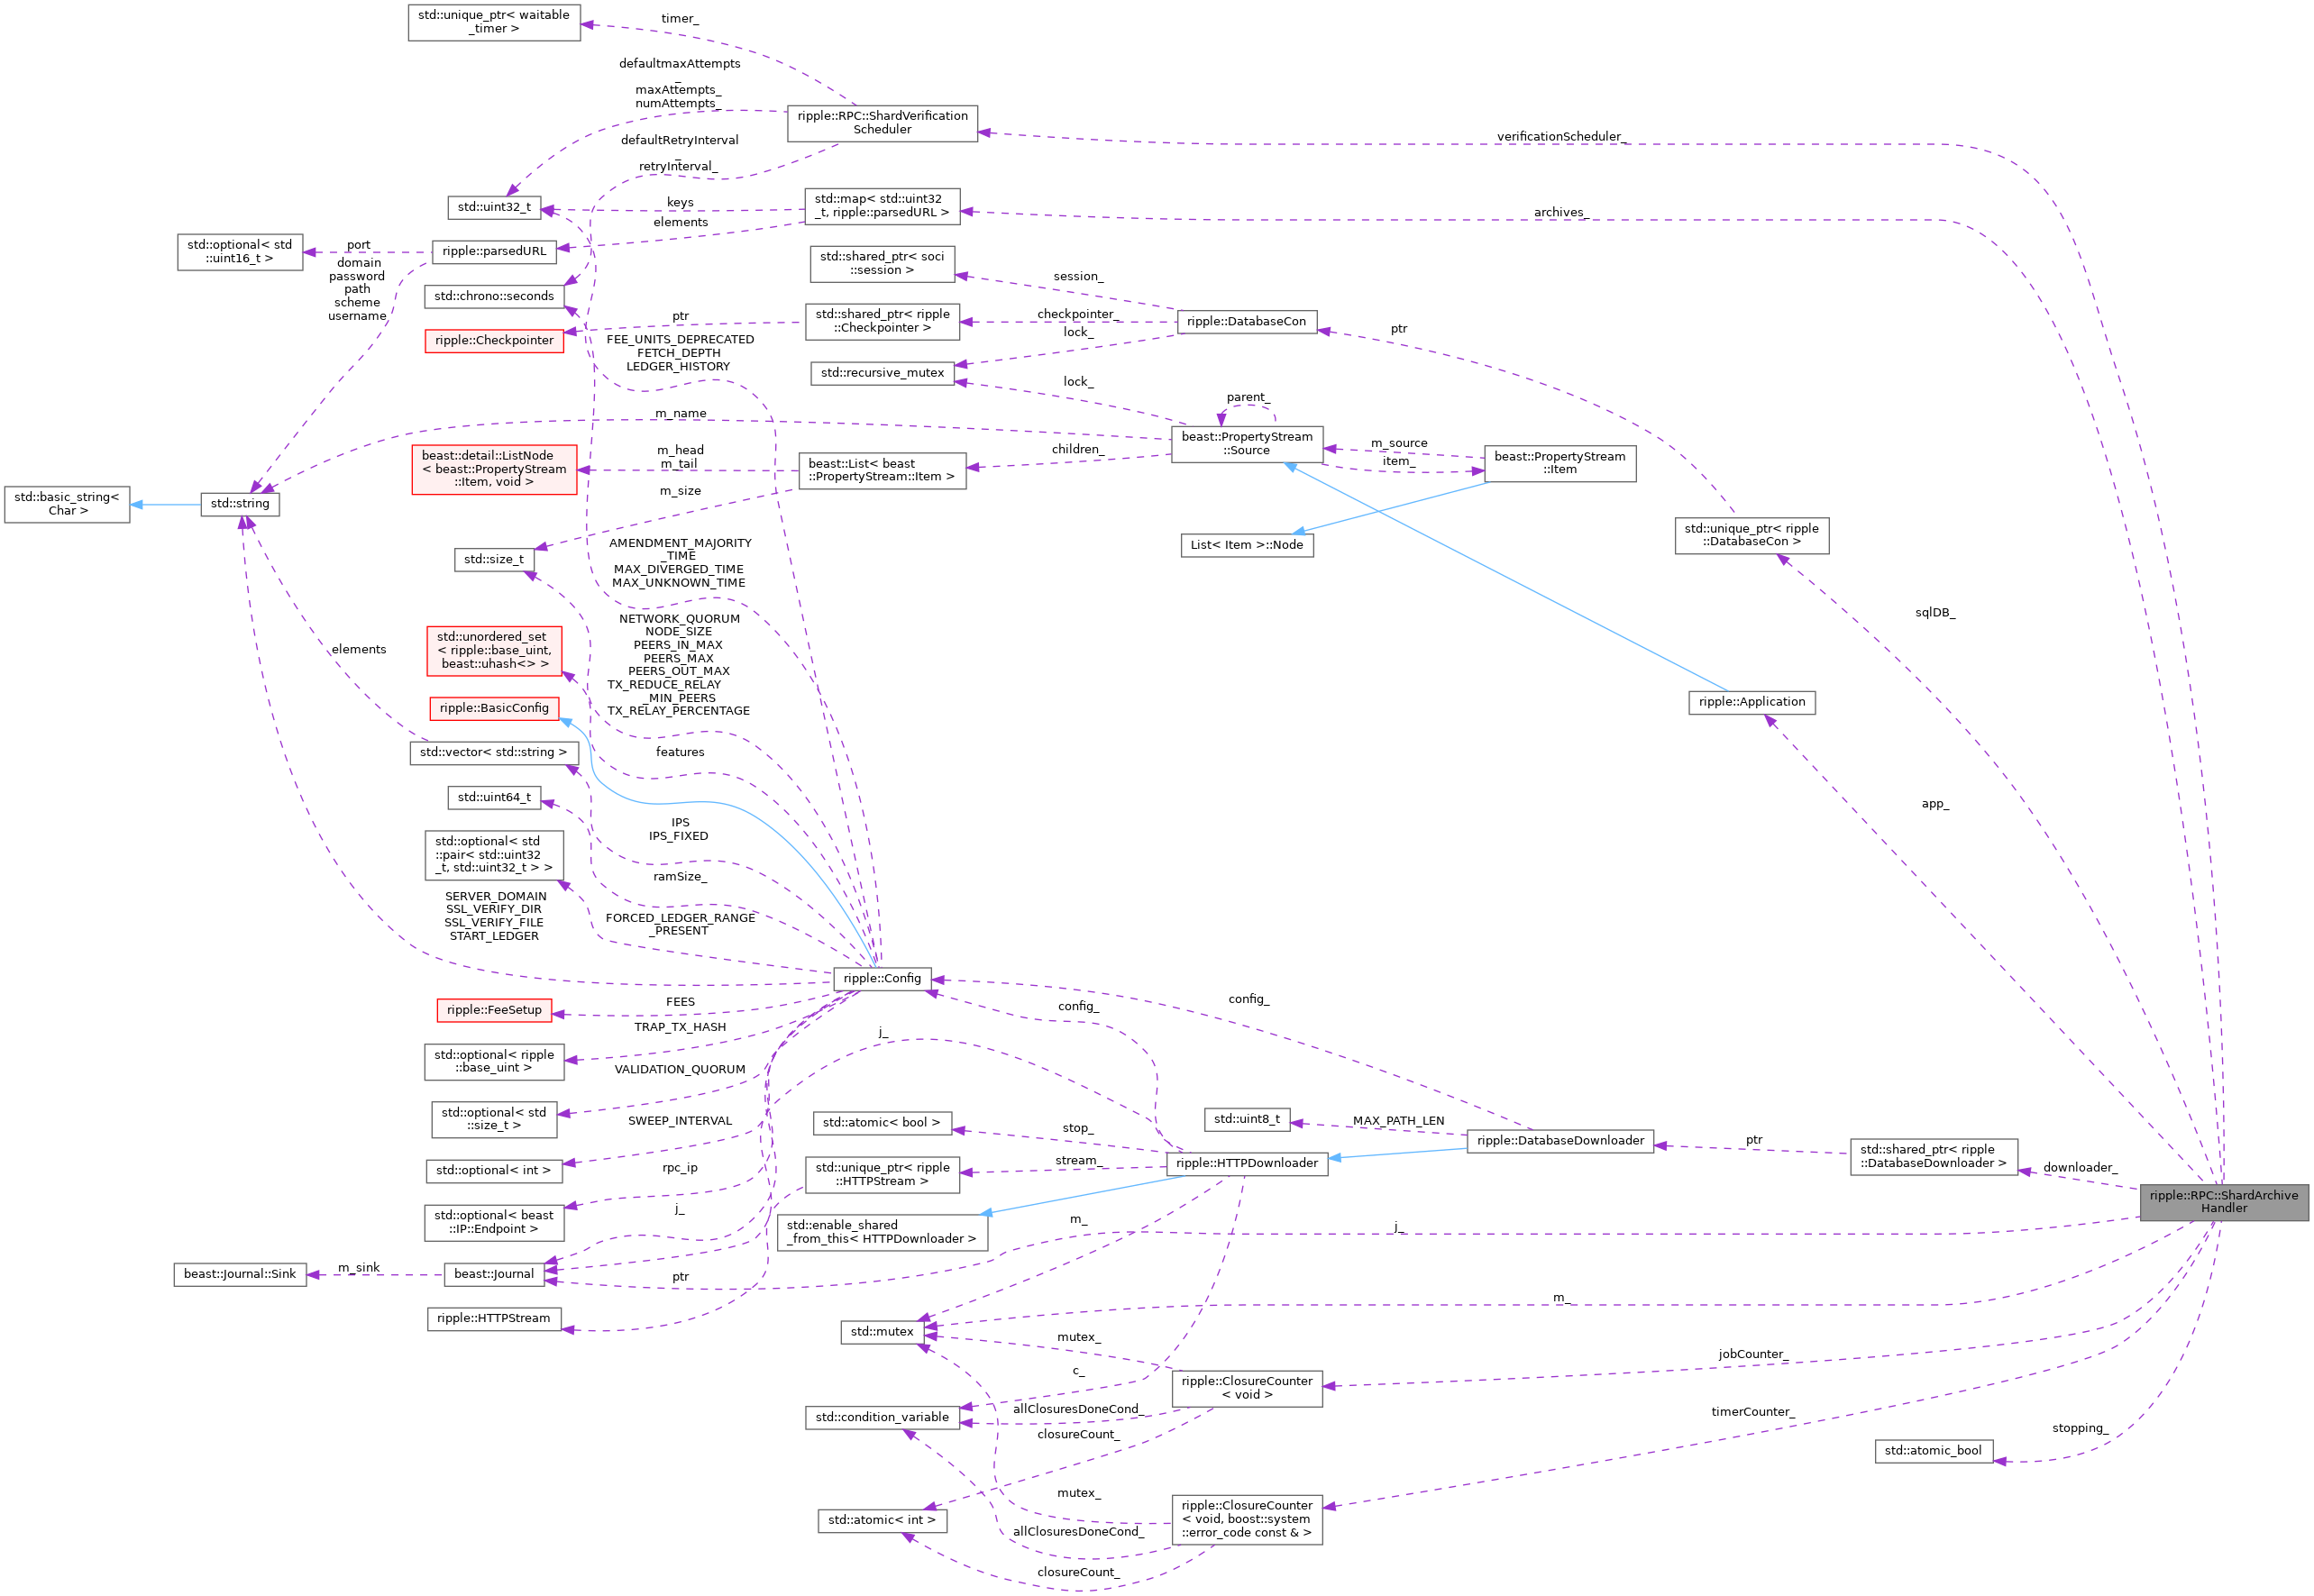 std::unique_ptr< waitable
_timer >
timer_
defaultmaxAttempts
_
maxAttempts_
numAttempts_
ripple::RPC::ShardVerification
Scheduler
verificationScheduler_
defaultRetryInterval
_
retryInterval_
std::uint32_t
keys
elements
std::map< std::uint32
_t, ripple::parsedURL >
archives_
std::optional< std
::uint16_t >
port
ripple::parsedURL
domain
password
path
scheme
username
std::shared_ptr< soci
::session >
session_
std::chrono::seconds
ripple::Checkpointer
ptr
std::shared_ptr< ripple
::Checkpointer >
checkpointer_
lock_
ripple::DatabaseCon
ptr
FEE_UNITS_DEPRECATED
FETCH_DEPTH
LEDGER_HISTORY
std::recursive_mutex
lock_
parent_
m_name
beast::PropertyStream
::Source
m_source
item_
beast::PropertyStream
::Item
beast::detail::ListNode
< beast::PropertyStream
::Item, void >
m_head
m_tail
beast::List< beast
::PropertyStream::Item >
children_
m_size
std::basic_string<
Char >
std::string
std::size_t
List< Item >::Node
std::unique_ptr< ripple
::DatabaseCon >
AMENDMENT_MAJORITY
_TIME
MAX_DIVERGED_TIME
MAX_UNKNOWN_TIME
sqlDB_
NETWORK_QUORUM
NODE_SIZE
PEERS_IN_MAX
PEERS_MAX
PEERS_OUT_MAX
TX_REDUCE_RELAY
_MIN_PEERS
TX_RELAY_PERCENTAGE
elements
std::unordered_set
< ripple::base_uint,
beast::uhash<> >
ripple::BasicConfig
std::vector< std::string >
features
ripple::Application
std::uint64_t
IPS
IPS_FIXED
app_
std::optional< std
::pair< std::uint32
_t, std::uint32_t > >
ramSize_
SERVER_DOMAIN
SSL_VERIFY_DIR
SSL_VERIFY_FILE
START_LEDGER
FORCED_LEDGER_RANGE
_PRESENT
ripple::Config
ripple::FeeSetup
FEES
config_
config_
TRAP_TX_HASH
j_
std::optional< ripple
::base_uint >
VALIDATION_QUORUM
std::optional< std
::size_t >
SWEEP_INTERVAL
std::atomic< bool >
stop_
std::uint8_t
MAX_PATH_LEN
ripple::DatabaseDownloader
ptr
std::shared_ptr< ripple
::DatabaseDownloader >
downloader_
std::optional< int >
rpc_ip
std::unique_ptr< ripple
::HTTPStream >
stream_
ripple::HTTPDownloader
ripple::RPC::ShardArchive
Handler
std::optional< beast
::IP::Endpoint >
j_
std::enable_shared
_from_this< HTTPDownloader >
m_
j_
beast::Journal::Sink
m_sink
beast::Journal
ptr
ripple::HTTPStream
m_
std::mutex
mutex_
c_
ripple::ClosureCounter
< void >
jobCounter_
std::condition_variable
allClosuresDoneCond_
closureCount_
timerCounter_
stopping_
std::atomic_bool
mutex_
ripple::ClosureCounter
< void, boost::system
::error_code const & >
std::atomic< int >
allClosuresDoneCond_
closureCount_